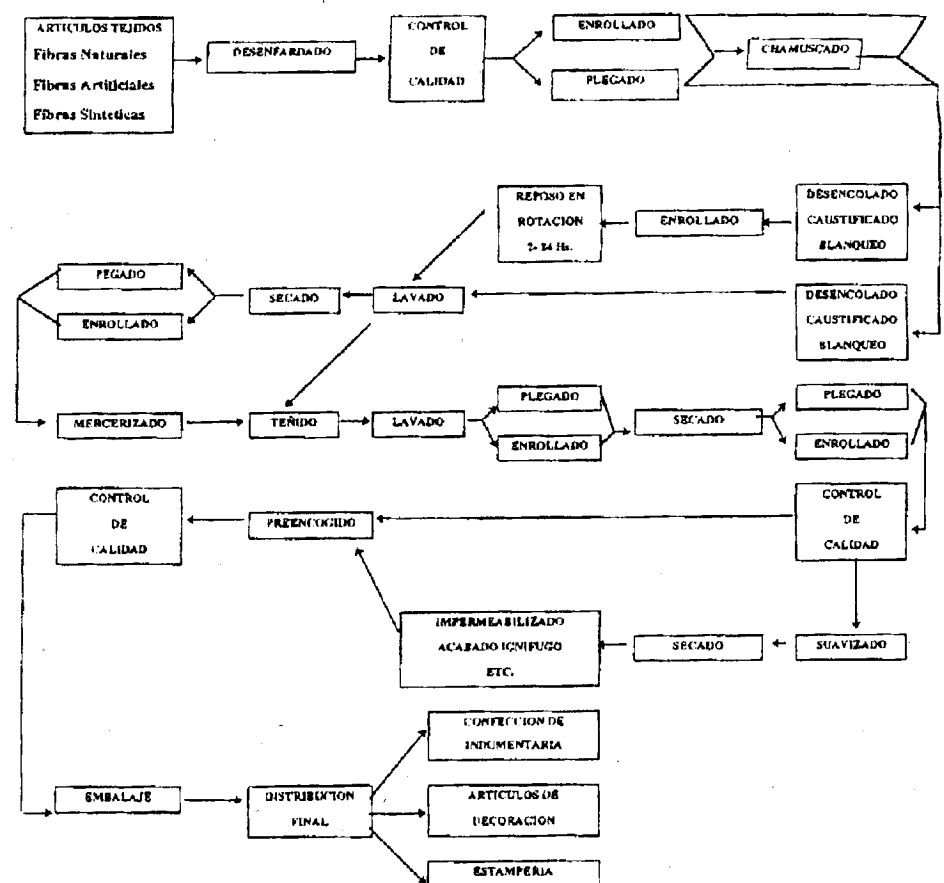 ARTICULOS TEJIDOS
Fibras Naturales
Fibras Artificiales
Fibras Sinteticas
DESENFARDADO
CONTROL
DE
CALIDAD
ENROLLADO
PLEGADO
CHAMUSCADO
REPOSO EN
ROTACION
2- 24 Hs.
ENROLLADO
DESENCOLADO
CAUSTIFICADO
BLANQUEO
PEGADO
ENROLLADO
SECADO
LAVADO
DESENCOLADO
CAUSTIFICADO
BLANQUEO
MERCERIZADO
TEÑIDO
LAVADO
PLEGADO
ENROLLADO
SECADO
PLEGADO
ENROLLADO
CONTROL
DE
CALIDAD
PREENCOGIDO
CONTROL
DE
CALIDAD
IMPERMEABILIZADO
ACABADO IGNIFUGO
ETC.
SECADO
SUAVIZADO
CONFECCION DE
INDUMENTARIA
EMBALAJE
DISTRIBUCION
FINAL
ARTICULOS DE
DECORACION
ESTAMPERIA